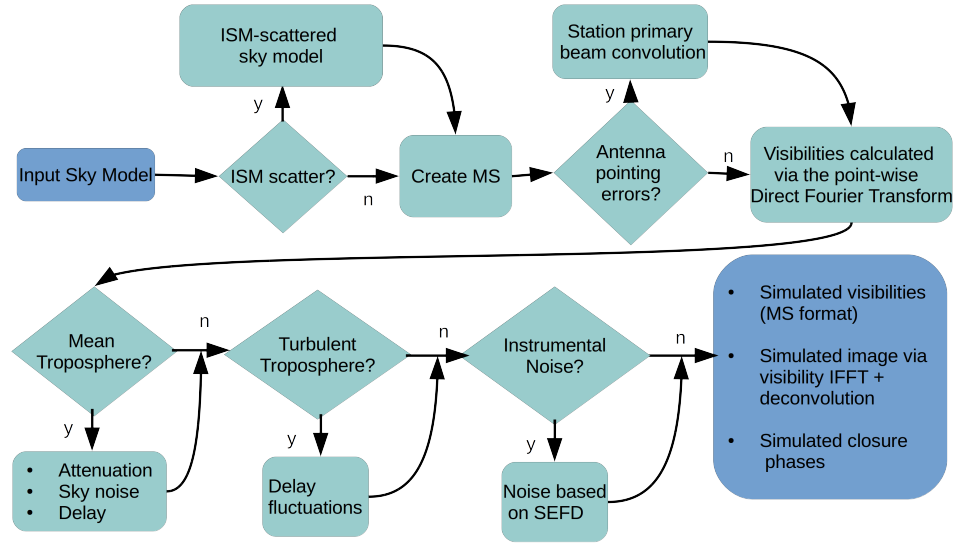 ISM-scattered
sky model
Station primary
beam convolution
y
y
Input Sky Model
ISM scatter?
n
Create MS
Antenna
pointing
errors?
n
Visibilities calculated
via the point-wise
Direct Fourier Transform
Mean
Troposphere?
n
y
• Attenuation
• Sky noise
• Delay
Turbulent
Troposphere?
n
y
Delay
fluctuations
Instrumental
Noise?
n
y
Noise based
on SEFD
• Simulated visibilities
(MS format)
• Simulated image via
visibility IFFT +
deconvolution
• Simulated closure
phases